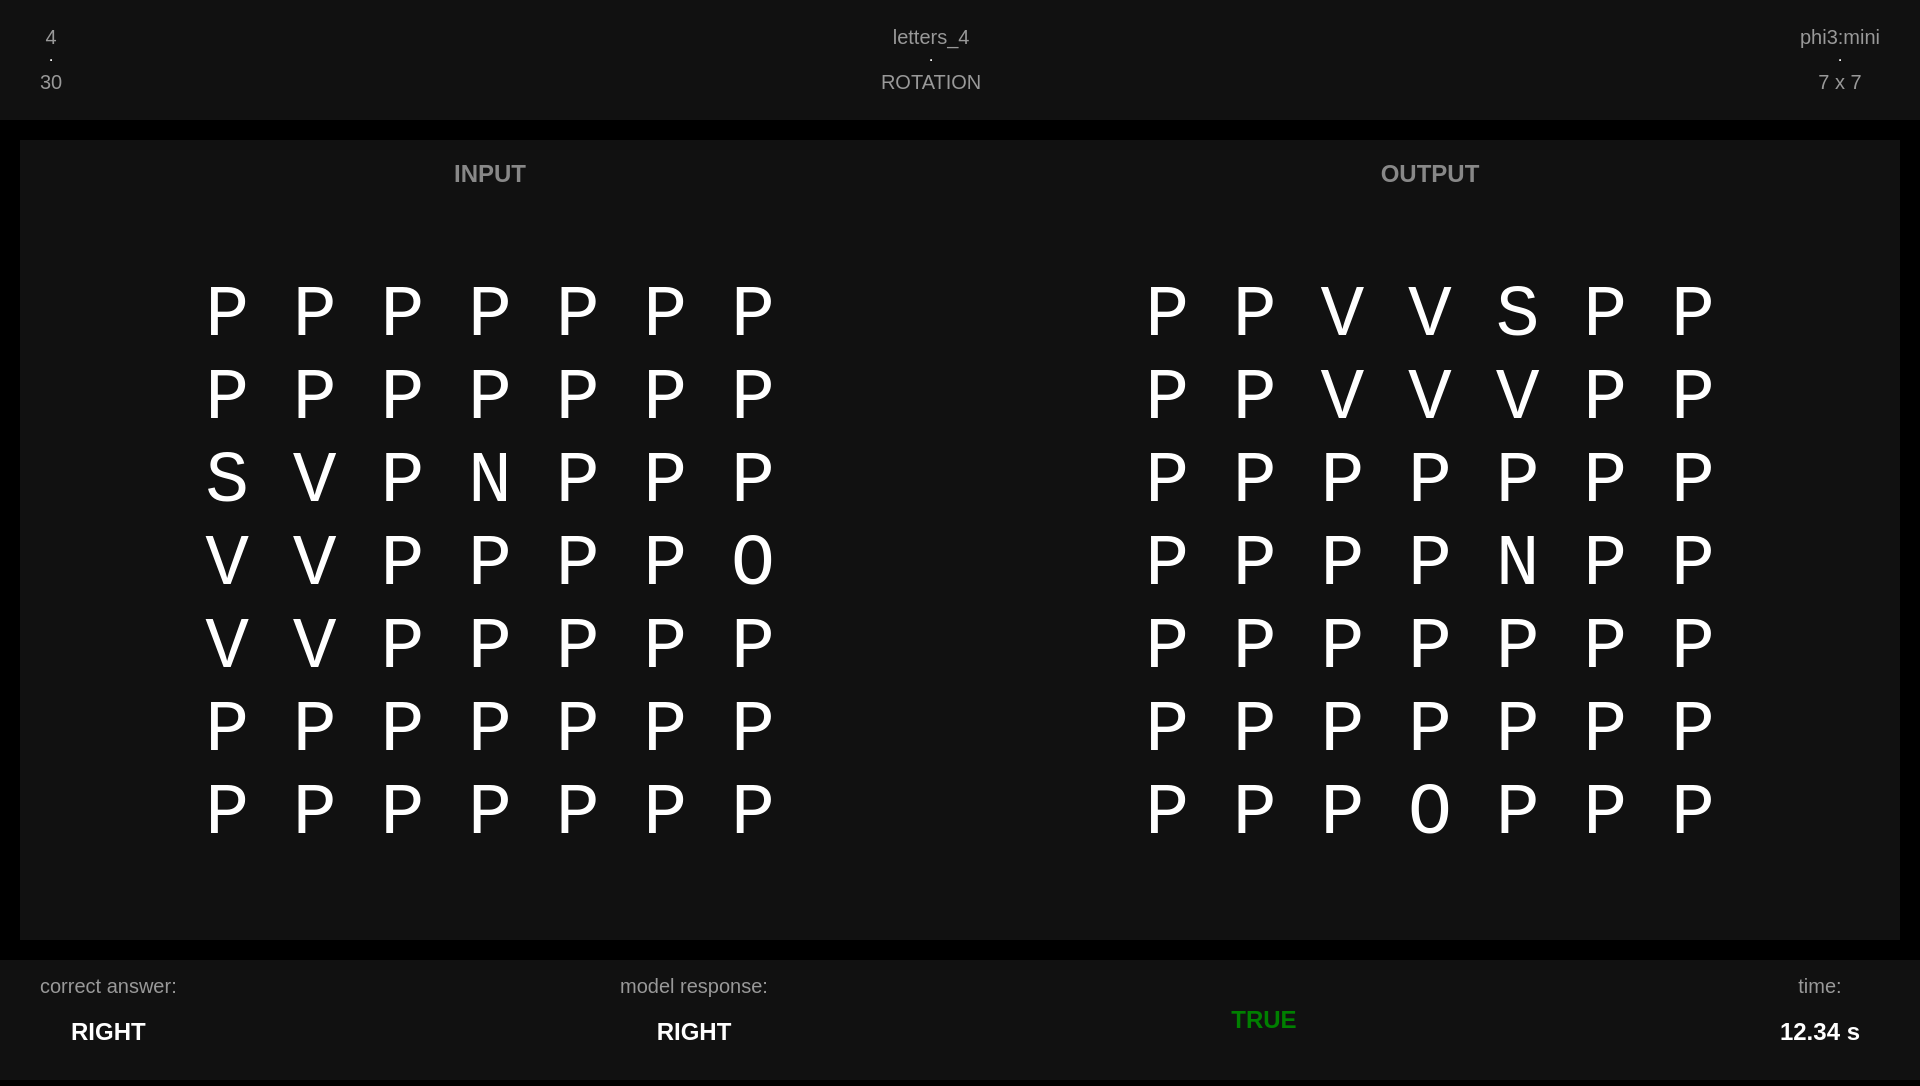 4
·
30
letters_4
·
ROTATION
phi3:mini
·
7 x 7
INPUT
P P P P P P P
P P P P P P P
S V P N P P P
V V P P P P O
V V P P P P P
P P P P P P P
P P P P P P P
OUTPUT
P P V V S P P
P P V V V P P
P P P P P P P
P P P P N P P
P P P P P P P
P P P P P P P
P P P O P P P
correct answer:
RIGHT
model response:
RIGHT
TRUE
time:
12.34 s